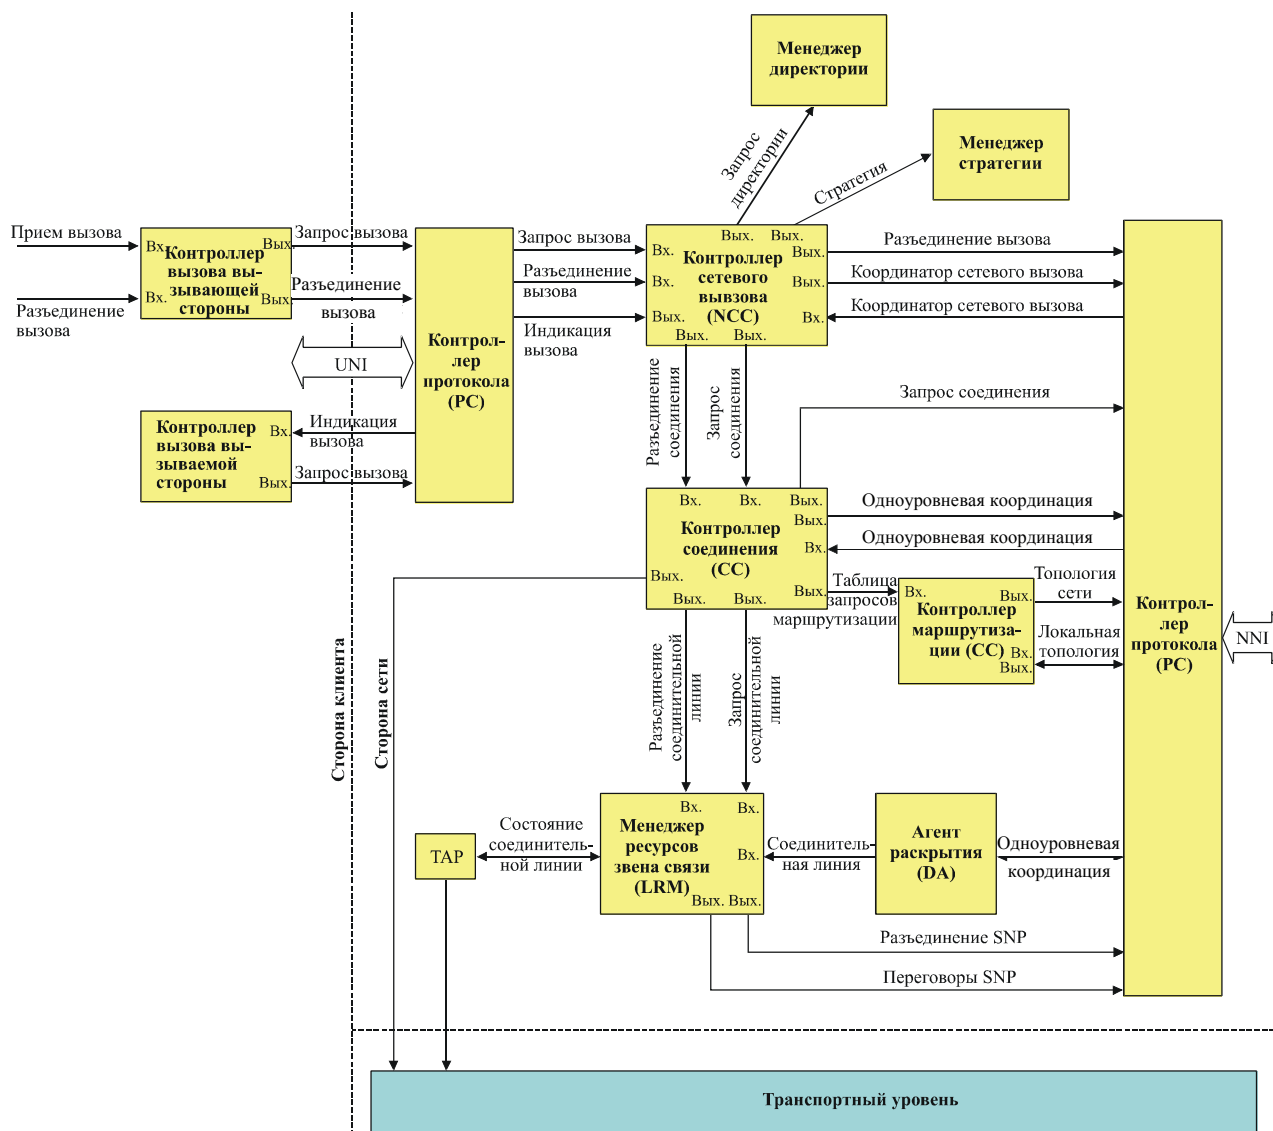 Менеджер
директории
Менеджер
стратегии
Запрос
директории
Стратегия
Прием вызова
Разъединение
вызова
Вх.
Вых.
Контроллер
вызова вы-
зывающей
стороны
Вх.
Вых.
Запрос вызова
Разъединение
вызова
UNI
Контрол-
лер
протокола
(PC)
Контроллер
вызова вы-
зываемой
стороны
Вх.
Вых.
Индикация
вызова
Запрос вызова
Запрос вызова
Разъединение
вызова
Индикация
вызова
Вых.
Вых.
Вх.
Вых.
Контроллер
сетевого
вывзова
(NCC)
Вх.
Вых.
Вых.
Вх.
Вых.
Вых.
Разъединение вызова
Координатор сетевого вызова
Координатор сетевого вызова
Разъединение
соединения
Запрос
соединения
Запрос соединения
Вх.
Вх.
Вых.
Вых.
Контроллер
соединения
(CC)
Вх.
Вых.
Вых.
Вых.
Вых.
Одноуровневая координация
Одноуровневая координация
Таблица
запросов
маршрутизации
Вх.
Вых.
Контроллер
маршрутиза-
ции (CC)
Вх.
Вых.
Топология
сети
Локальная
топология
Контрол-
лер
протокола
(PC)
NNI
Сторона клиента
Сторона сети
Разъединение
соединительной
линии
Запрос
соединительной
линии
TAP
Состояние
соединитель-
ной линии
Вх.
Вх.
Менеджер
ресурсов
звена связи
(LRM)
Вх.
Вых.
Вых.
Соединитель-
ная линия
Агент
раскрытия
(DA)
Одноуровневая
координация
Разъединение SNP
Переговоры SNP
Транспортный уровень